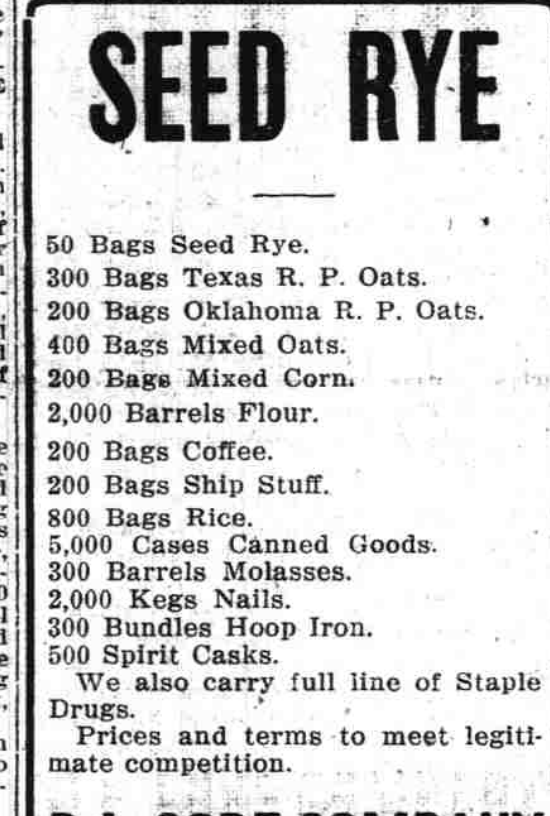 SEED RYE
50 Bags Seed Rye.
300 Bags Texas R. P. Oats.
200 Bags Oklahoma R. P. Oats.
400 Bags Mixed Oats.
200 Bags Mixed Corn.
2,000 Barrels Flour.
200 Bags Coffee.
200 Bags Ship Stuff.
800 Bags Rice.
5,000 Cases Canned Goods.
300 Barrels Molasses.
2,000 Kegs Nails.
300 Bundles Hoop Iron.
500 Spirit Casks.
We also carry full line of Staple
Drugs.
Prices and terms to meet legiti-
mate competition.